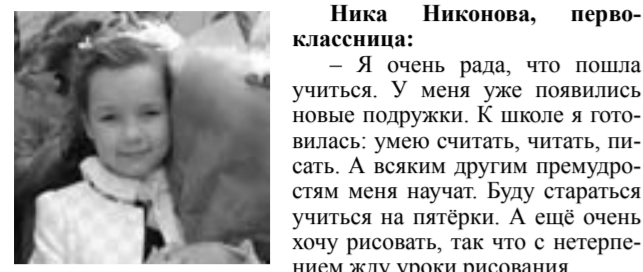 Ника Никонова, перво-
классница:
– Я очень рада, что пошла
учиться. У меня уже появились
новые подружки. К школе я гото-
вилась: умею считать, читать, пи-
сать. А всяким другим премудро-
стям меня научат. Буду стараться
учиться на пятёрки. А ещё очень
хочу рисовать, так что с нетерпе-
нием жду уроки рисования